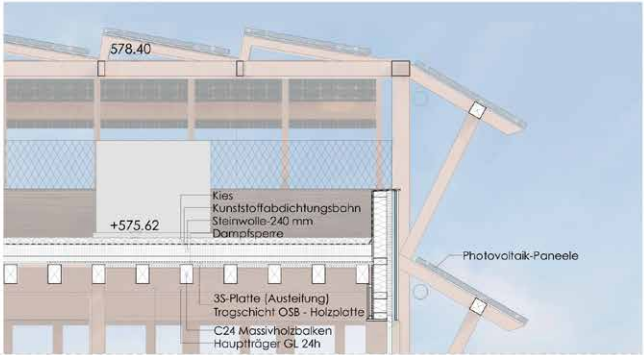 578.40
Kies
Kunststoffabdichtungsbahn
+575.62
Steinwolle-240 mm
Dampfsperre
Photovoltaik-Paneele
3S-Platte (Austeifung)
Tragschicht OSB - Holzplatte
C24 Massivholzbalken
Hauptträger GL 24h